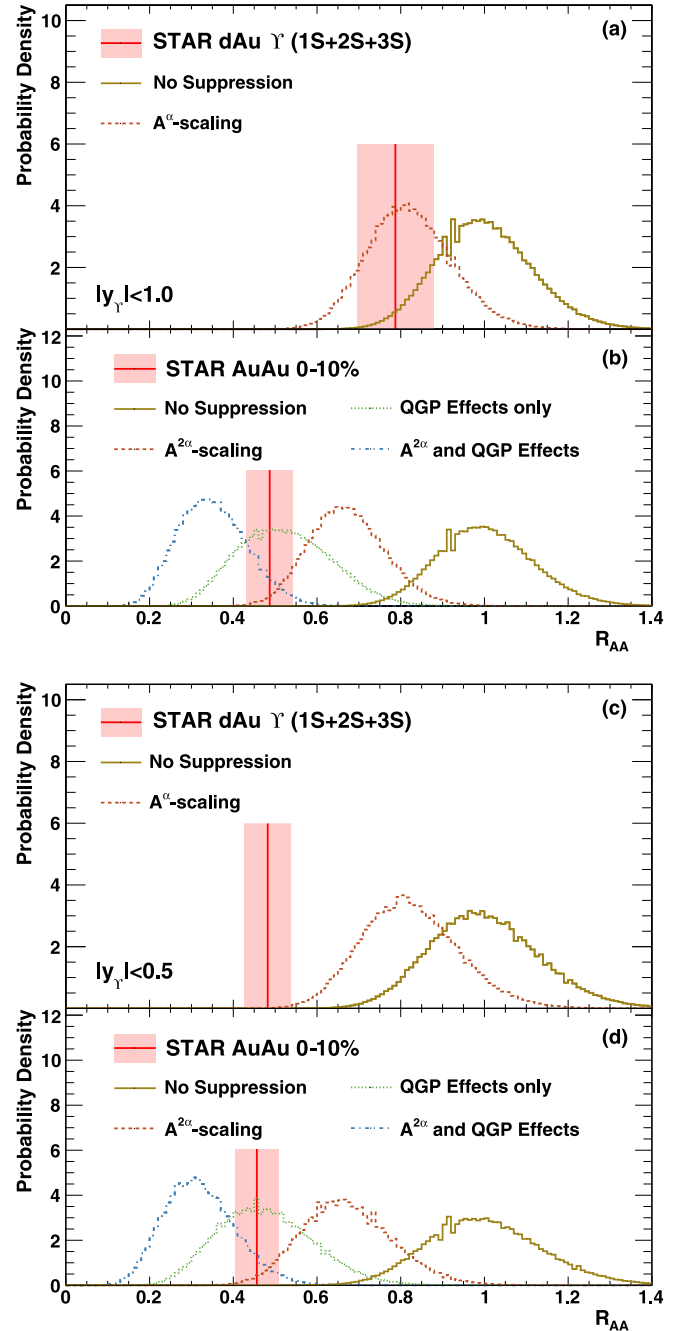 Probability Density
10
8
6
4
2
(a)
STAR dAu ϒ (1S+2S+3S)
No Suppression
A^α-scaling
|y_ϒ|<1.0
Probability Density
12
10
8
6
4
2
0
(b)
STAR AuAu 0-10%
No Suppression
QGP Effects only
A^2α-scaling
A^2α and QGP Effects
0 0.2 0.4 0.6 0.8 1 1.2 1.4
R_AA
Probability Density
10
8
6
4
2
(c)
STAR dAu ϒ (1S+2S+3S)
No Suppression
A^α-scaling
|y_ϒ|<0.5
Probability Density
12
10
8
6
4
2
0
(d)
STAR AuAu 0-10%
No Suppression
QGP Effects only
A^2α-scaling
A^2α and QGP Effects
0 0.2 0.4 0.6 0.8 1 1.2 1.4
R_AA